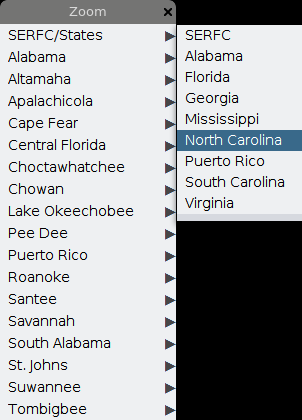 Zoom
SERFC/States
Alabama
Altamaha
Apalachicola
Cape Fear
Central Florida
Choctawhatchee
Chowan
Lake Okeechobee
Pee Dee
Puerto Rico
Roanoke
Santee
Savannah
South Alabama
St. Johns
Suwannee
Tombigbee
SERFC
Alabama
Florida
Georgia
Mississippi
North Carolina
Puerto Rico
South Carolina
Virginia